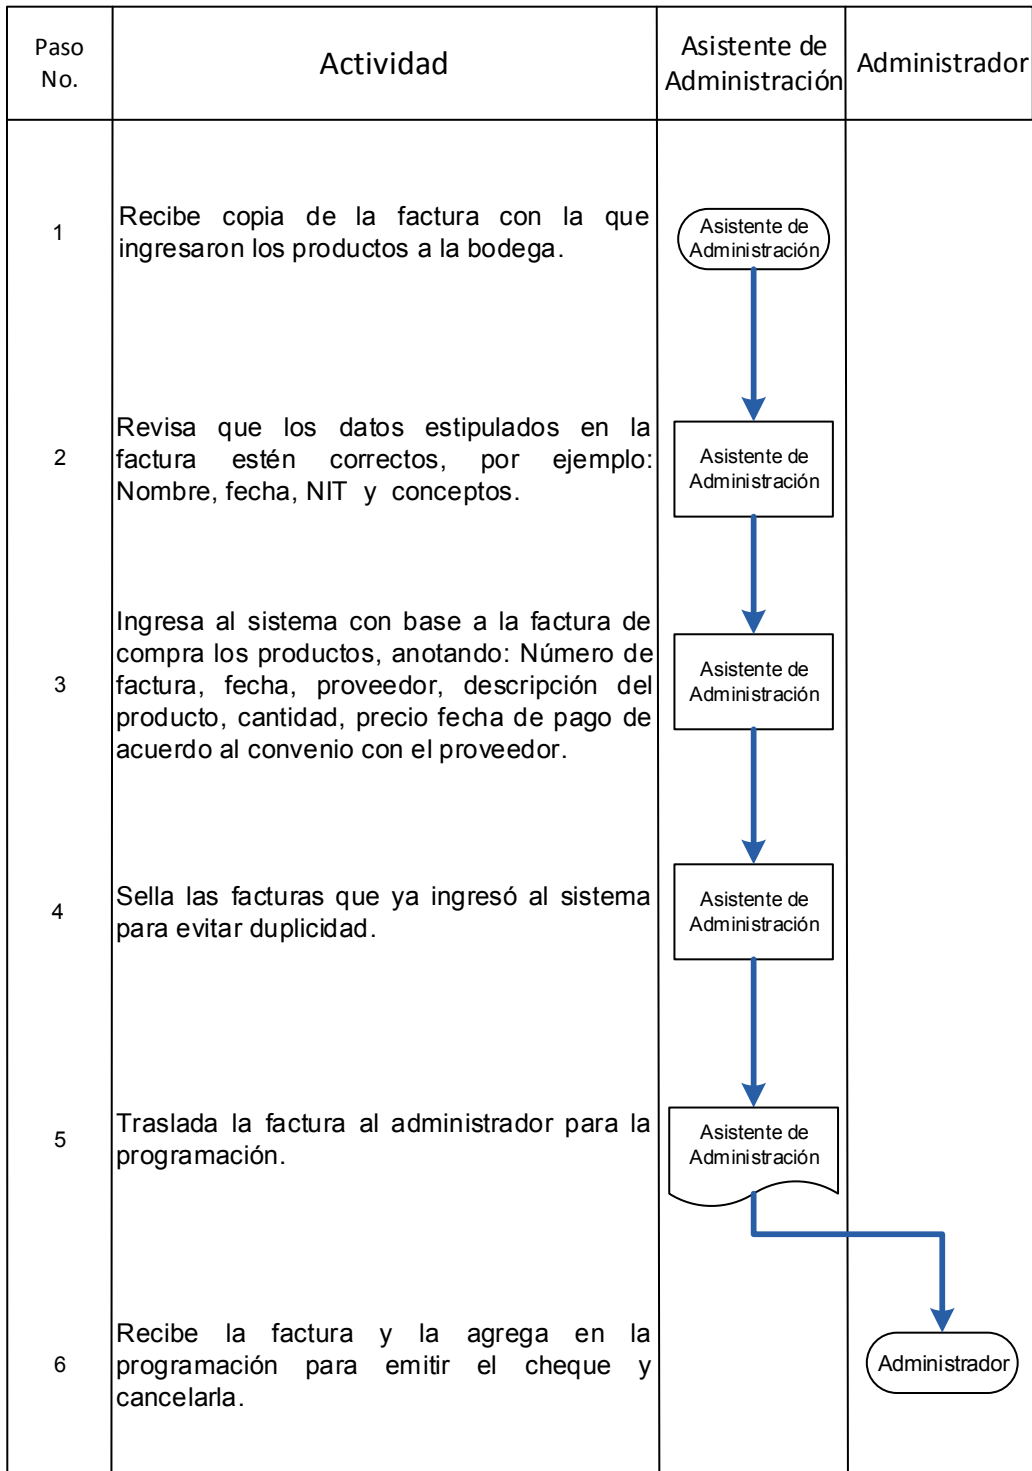 Paso
No.
Actividad
Asistente de
Administración
Administrador
1
Recibe copia de la factura con la que
ingresaron los productos a la bodega.
Asistente de
Administración
2
Revisa que los datos estipulados en la
factura estén correctos, por ejemplo:
Nombre, fecha, NIT y conceptos.
Asistente de
Administración
3
Ingresa al sistema con base a la factura de
compra los productos, anotando: Número de
factura, fecha, proveedor, descripción del
producto, cantidad, precio fecha de pago de
acuerdo al convenio con el proveedor.
Asistente de
Administración
4
Sella las facturas que ya ingresó al sistema
para evitar duplicidad.
Asistente de
Administración
5
Traslada la factura al administrador para la
programación.
Asistente de
Administración
6
Recibe la factura y la agrega en la
programación para emitir el cheque y
cancelarla.
Administrador